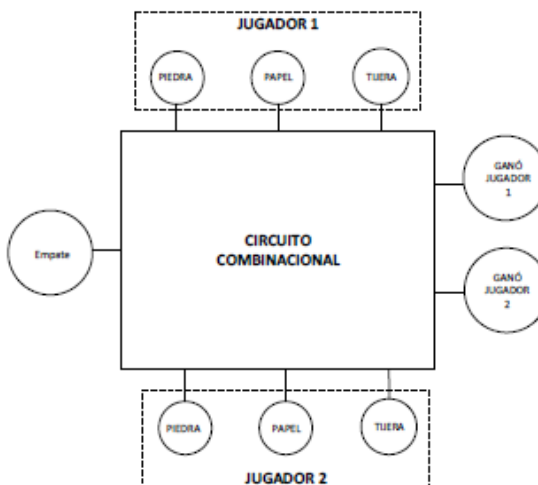 JUGADOR 1
PIEDRA
PAPEL
TIJERA
GANÓ
JUGADOR
1
Empate
CIRCUITO
COMBINACIONAL
GANÓ
JUGADOR
2
PIEDRA
PAPEL
TIJERA
JUGADOR 2